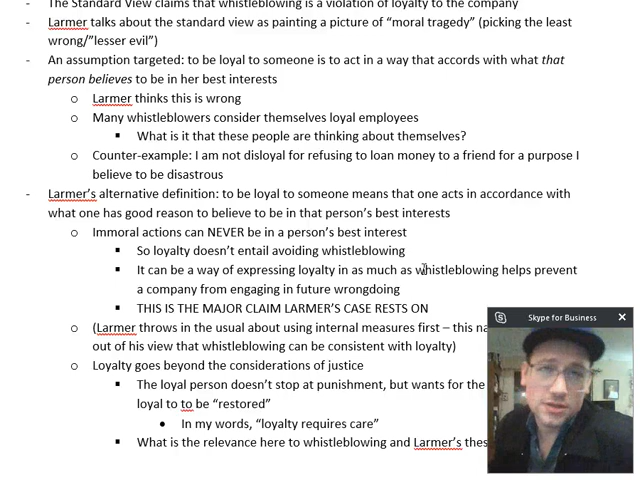 - The Standard View claims that whistleblowing is a violation of loyalty to the company
- Larmer talks about the standard view as painting a picture of “moral tragedy” (picking the least
wrong/”lesser evil”)
- An assumption targeted: to be loyal to someone is to act in a way that accords with what that
person believes to be in her best interests
o Larmer thinks this is wrong
o Many whistleblowers consider themselves loyal employees
▪ What is it that these people are thinking about themselves?
o Counter-example: I am not disloyal for refusing to loan money to a friend for a purpose I
believe to be disastrous
- Larmer’s alternative definition: to be loyal to someone means that one acts in accordance with
what one has good reason to believe to be in that person’s best interests
o Immoral actions can NEVER be in a person’s best interest
▪ So loyalty doesn’t entail avoiding whistleblowing
▪ It can be a way of expressing loyalty in as much as whistleblowing helps prevent
a company from engaging in future wrongdoing
▪ THIS IS THE MAJOR CLAIM LARMER’S CASE RESTS ON
o (Larmer throws in the usual about using internal measures first – this na
out of his view that whistleblowing can be consistent with loyalty)
o Loyalty goes beyond the considerations of justice
▪ The loyal person doesn’t stop at punishment, but wants for the
loyal to to be “restored”
• In my words, “loyalty requires care”
▪ What is the relevance here to whistleblowing and Larmer’s thes
Skype for Business